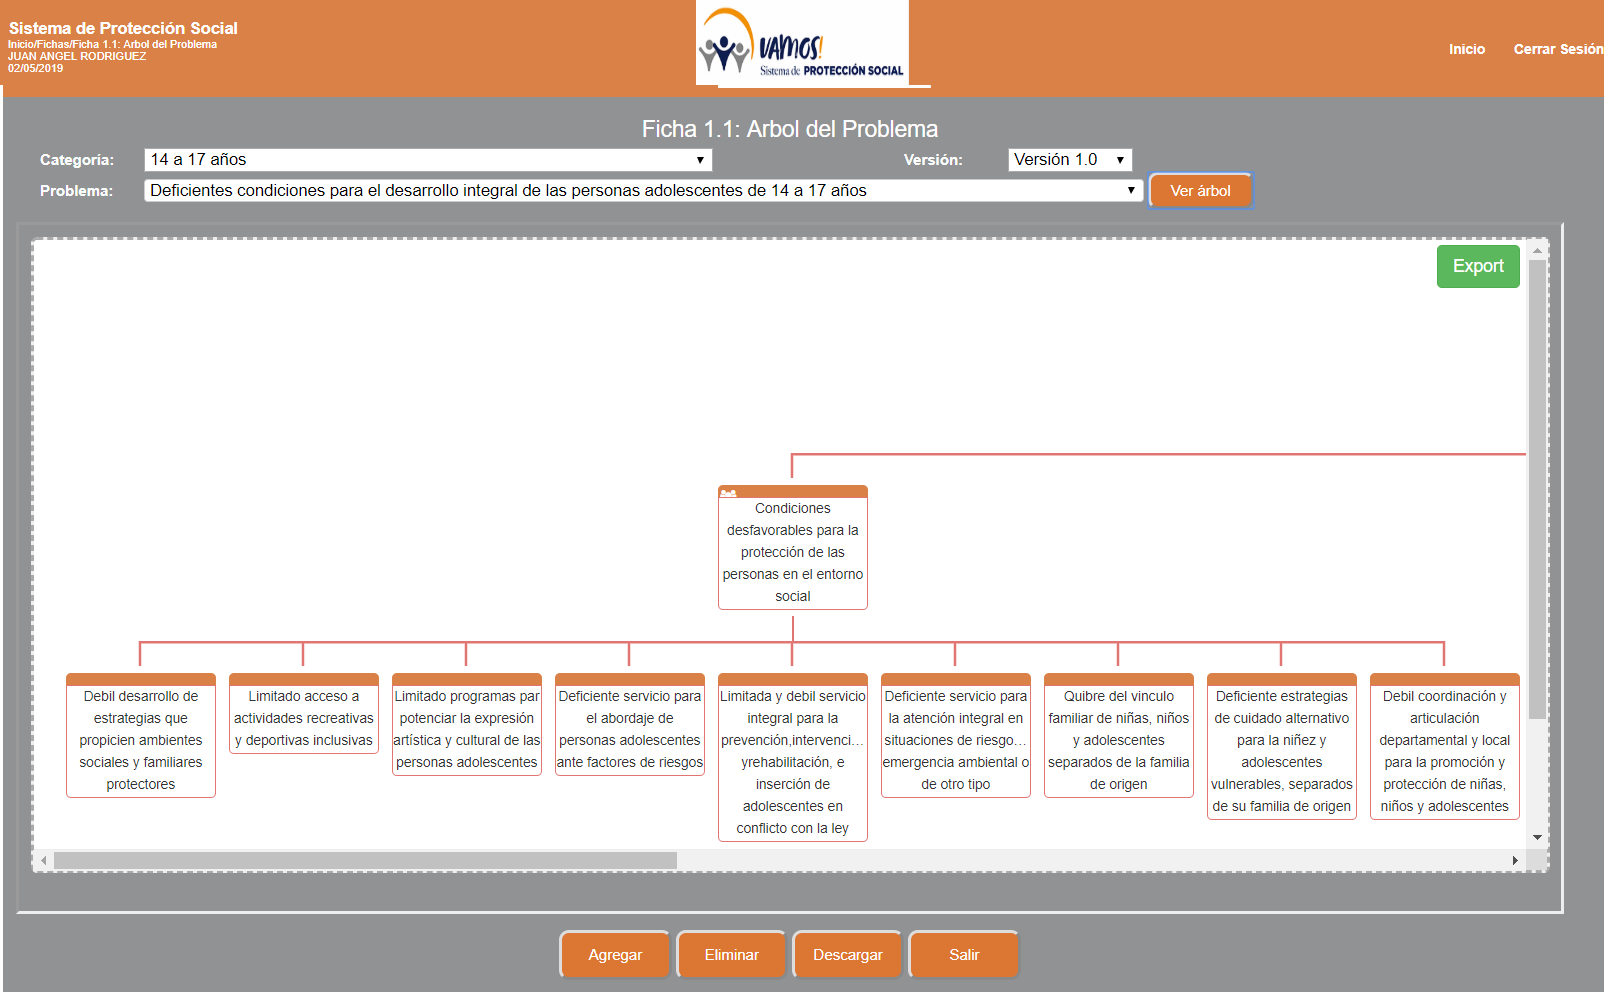 Sistema de Protección Social
Inicio/Fichas/Ficha 1.1: Arbol del Problema
JUAN ANGEL RODRIGUEZ
02/05/2019
VAMOS!
Sistema de PROTECCIÓN SOCIAL
Inicio
Cerrar Sesión
Ficha 1.1: Arbol del Problema
Categoría:
14 a 17 años
Versión:
Versión 1.0
Problema:
Deficientes condiciones para el desarrollo integral de las personas adolescentes de 14 a 17 años
Ver árbol
Export
Condiciones
desfavorables para la
protección de las
personas en el entorno
social
Debil desarrollo de
estrategias que
propicien ambientes
sociales y familiares
protectores
Limitado acceso a
actividades recreativas
y deportivas inclusivas
Limitado programas par
potenciar la expresión
artística y cultural de las
personas adolescentes
Deficiente servicio para
el abordaje de
personas adolescentes
ante factores de riesgos
Limitada y debil servicio
integral para la
prevención,intervenci...
yrehabilitación, e
inserción de
adolescentes en
conflicto con la ley
Deficiente servicio para
la atención integral en
situaciones de riesgo...
emergencia ambiental o
de otro tipo
Quibre del vinculo
familiar de niñas, niños
y adolescentes
separados de la familia
de origen
Deficiente estrategias
de cuidado alternativo
para la niñez y
adolescentes
vulnerables, separados
de su familia de origen
Debil coordinación y
articulación
departamental y local
para la promoción y
protección de niñas,
niños y adolescentes
Agregar
Eliminar
Descargar
Salir